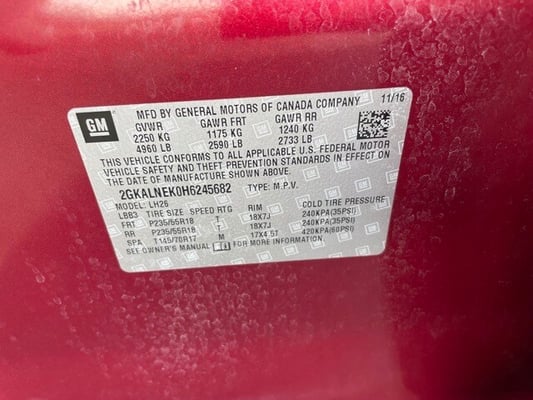 GM
MFD BY GENERAL MOTORS OF CANADA COMPANY 11/16
GVWR GAWR FRT GAWR RR
2250 KG 1175 KG 1240 KG
4960 LB 2590 LB 2733 LB
THIS VEHICLE CONFORMS TO ALL APPLICABLE U.S. FEDERAL MOTOR
VEHICLE SAFETY AND THEFT PREVENTION STANDARDS IN EFFECT ON
THE DATE OF MANUFACTURE SHOWN ABOVE.
2GKALNEK0H6245682 TYPE: M.P.V.
MODEL: LH26
LBB3 TIRE SIZE SPEED RTG RIM COLD TIRE PRESSURE
FRT P235/55R18 T 18X7J 240KPA(35PSI)
RR P235/55R18 T 18X7J 240KPA(35PSI)
SPA T145/70R17 M 17X4.5T 420KPA(60PSI)
SEE OWNER'S MANUAL FOR MORE INFORMATION.